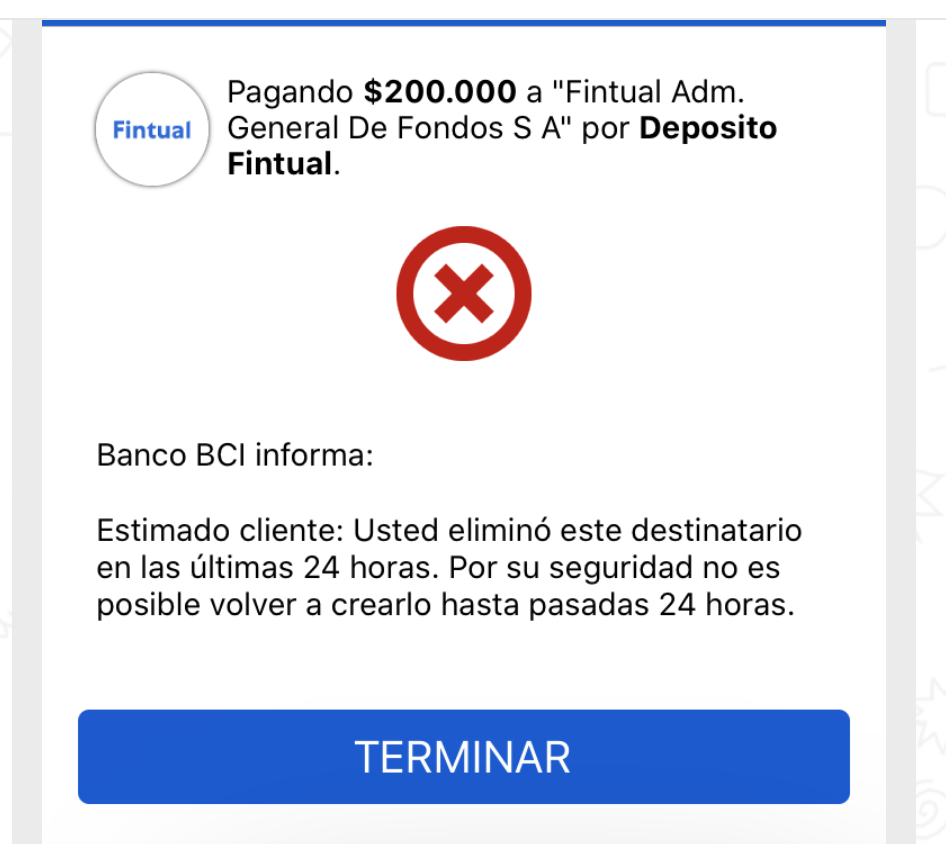 Fintual
Pagando $200.000 a "Fintual Adm.
General De Fondos S A" por Deposito
Fintual.
Banco BCI informa:
Estimado cliente: Usted eliminó este destinatario
en las últimas 24 horas. Por su seguridad no es
posible volver a crearlo hasta pasadas 24 horas.
TERMINAR